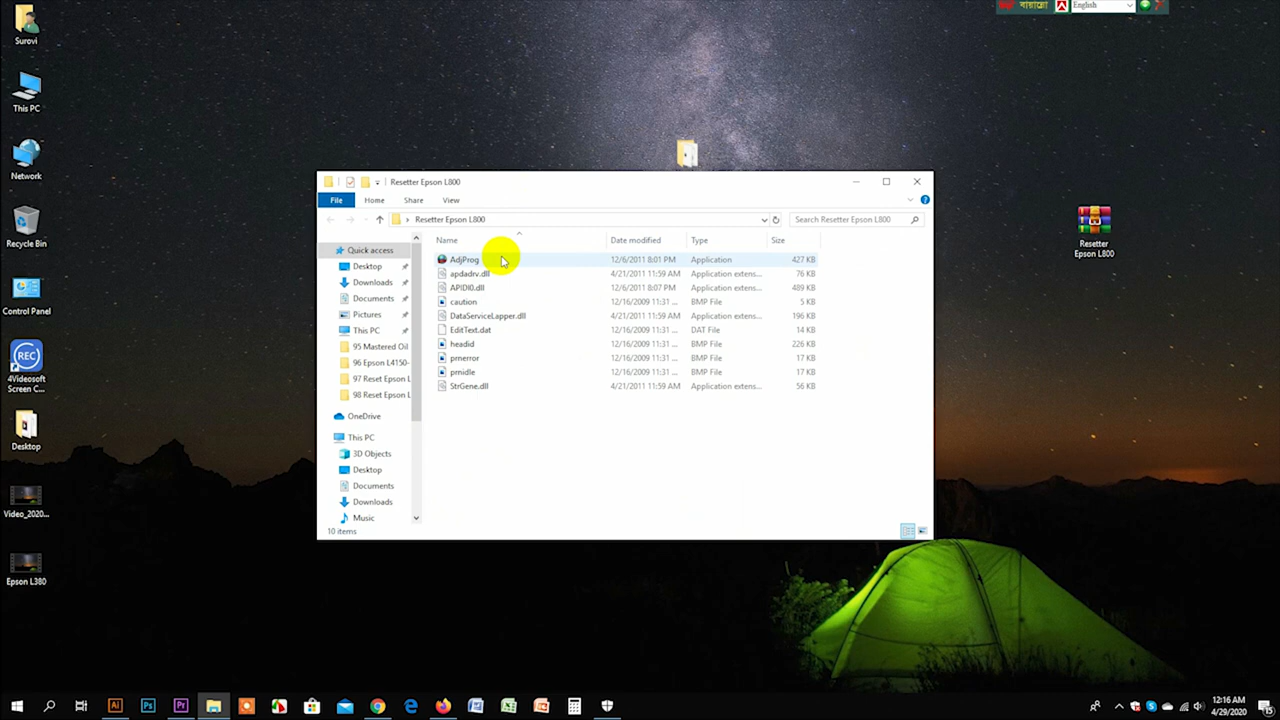 বায়ান্নো
English
Surovi
This PC
Network
Recycle Bin
Control Panel
REC
4Videosoft
Screen C...
Desktop
Video_2020...
Epson L380
Resetter
Epson L800
Resetter Epson L800
File Home Share View
Resetter Epson L800
Search Resetter Epson L800
Name Date modified Type Size
AdjProg 12/6/2011 8:01 PM Application 427 KB
apdadrv.dll 4/21/2011 11:59 AM Application extens... 76 KB
APIDI0.dll 12/6/2011 8:07 PM Application extens... 489 KB
caution 12/16/2009 11:31 ... BMP File 5 KB
DataServiceLapper.dll 4/21/2011 11:59 AM Application extens... 196 KB
EditText.dat 12/16/2009 11:31 ... DAT File 14 KB
headid 12/16/2009 11:31 ... BMP File 226 KB
prnerror 12/16/2009 11:31 ... BMP File 17 KB
prnidle 12/16/2009 11:31 ... BMP File 17 KB
StrGene.dll 4/21/2011 11:59 AM Application extens... 56 KB
Quick access
Desktop
Downloads
Documents
Pictures
This PC
95 Mastered Oil
96 Epson L4150-
97 Reset Epson L
98 Reset Epson L
OneDrive
This PC
3D Objects
Desktop
Documents
Downloads
Music
10 items
Ai Ps Pr
12:16 AM
4/29/2020